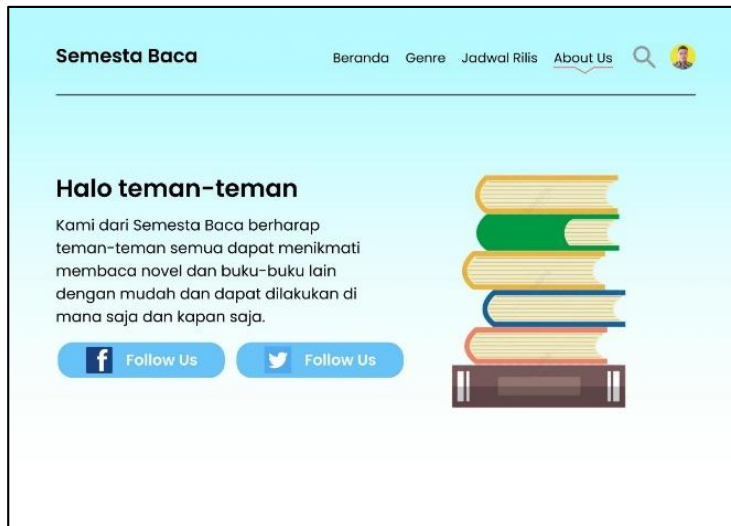 Semesta Baca
Beranda Genre Jadwal Rilis About Us
Halo teman-teman
Kami dari Semesta Baca berharap
teman-teman semua dapat menikmati
membaca novel dan buku-buku lain
dengan mudah dan dapat dilakukan di
mana saja dan kapan saja.
f Follow Us
Follow Us